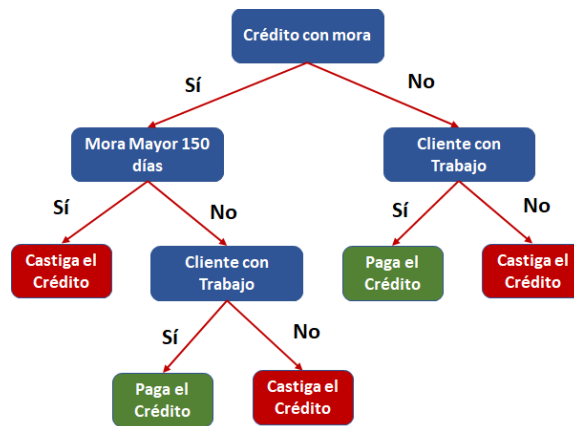 Crédito con mora
Sí
No
Mora Mayor 150
días
Cliente con
Trabajo
Sí
No
Sí
No
Castiga el
Crédito
Cliente con
Trabajo
Paga el
Crédito
Castiga el
Crédito
Sí
No
Paga el
Crédito
Castiga el
Crédito